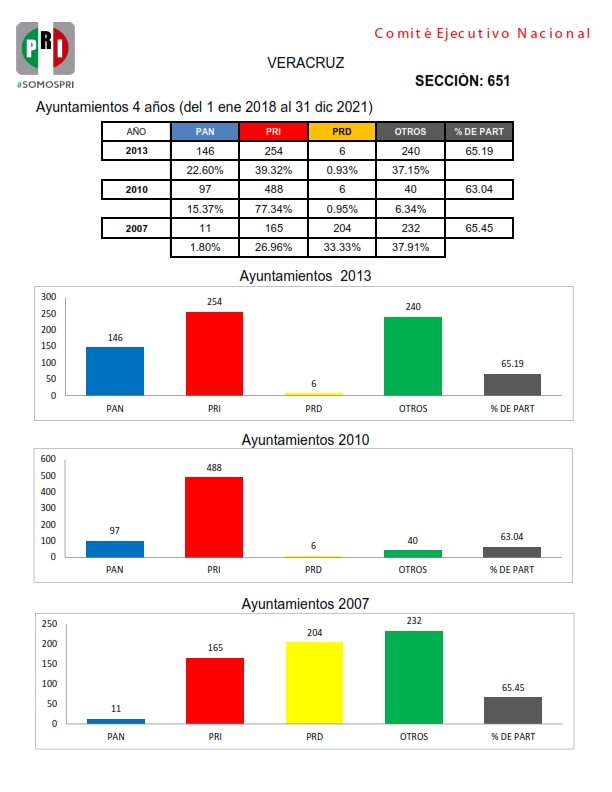 Comité Ejecutivo Nacional
PRI
#SOMOSPRI
VERACRUZ
SECCIÓN: 651
Ayuntamientos 4 años (del 1 ene 2018 al 31 dic 2021)
AÑO PAN PRI PRD OTROS % DE PART
2013 146 254 6 240 65.19
22.60% 39.32% 0.93% 37.15%
2010 97 488 6 40 63.04
15.37% 77.34% 0.95% 6.34%
2007 11 165 204 232 65.45
1.80% 26.96% 33.33% 37.91%
Ayuntamientos 2013
300
250
200
150
100
50
0
146 254 6 240 65.19
PAN PRI PRD OTROS % DE PART
Ayuntamientos 2010
600
500
400
300
200
100
0
97 488 6 40 63.04
PAN PRI PRD OTROS % DE PART
Ayuntamientos 2007
250
200
150
100
50
0
11 165 204 232 65.45
PAN PRI PRD OTROS % DE PART